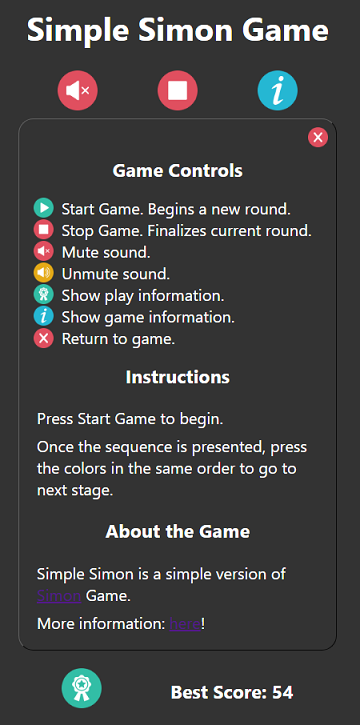 Simple Simon Game
Game Controls
Start Game. Begins a new round.
Stop Game. Finalizes current round.
Mute sound.
Unmute sound.
Show play information.
Show game information.
Return to game.
Instructions
Press Start Game to begin.
Once the sequence is presented, press
the colors in the same order to go to
next stage.
About the Game
Simple Simon is a simple version of
Simon Game.
More information: here!
Best Score: 54